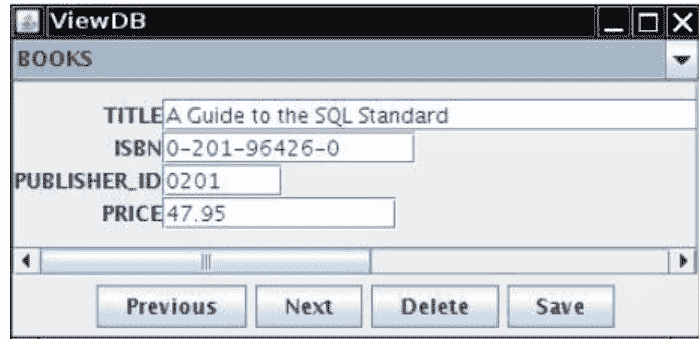 ViewDB
BOOKS
TITLE A Guide to the SQL Standard
ISBN 0-201-96426-0
PUBLISHER_ID 0201
PRICE 47.95
Previous Next Delete Save